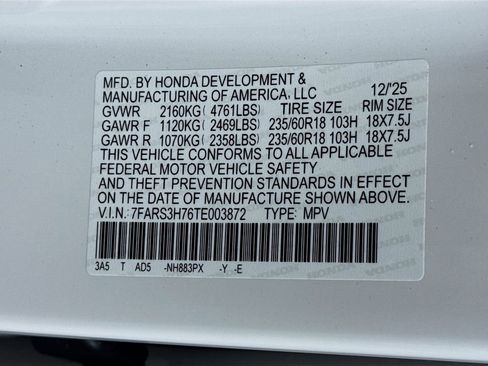 MFD. BY HONDA DEVELOPMENT &
MANUFACTURING OF AMERICA, LLC 12/'25
GVWR 2160KG ( 4761LBS) TIRE SIZE RIM SIZE
GAWR F 1120KG ( 2469LBS) 235/60R18 103H 18X7.5J
GAWR R 1070KG ( 2358LBS) 235/60R18 103H 18X7.5J
THIS VEHICLE CONFORMS TO ALL APPLICABLE
FEDERAL MOTOR VEHICLE SAFETY
AND THEFT PREVENTION STANDARDS IN EFFECT
ON THE DATE OF MANUFACTURE SHOWN ABOVE.
V.I.N: 7FARS3H76TE003872 TYPE: MPV
3A5 T AD5 -NH883PX -Y -E